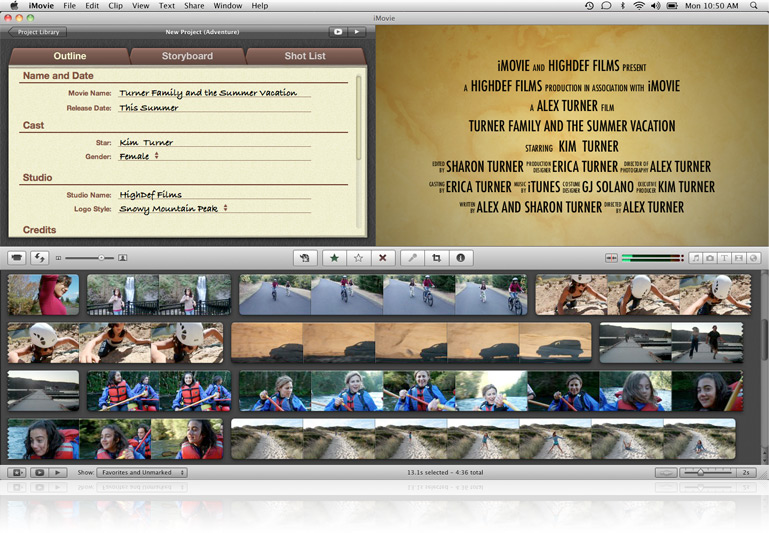 iMovie File Edit Clip View Text Share Window Help Mon 10:50 AM
iMovie
Project Library New Project (Adventure)
Outline Storyboard Shot List
Name and Date
Movie Name: Turner Family and the Summer Vacation
Release Date: This Summer
Cast
Star: Kim Turner
Gender: Female
Studio
Studio Name: HighDef Films
Logo Style: Snowy Mountain Peak
Credits
iMOVIE AND HIGHDEF FILMS PRESENT
A HIGHDEF FILMS PRODUCTION IN ASSOCIATION WITH iMOVIE
A ALEX TURNER FILM
TURNER FAMILY AND THE SUMMER VACATION
STARRING KIM TURNER
EDITED BY SHARON TURNER PRODUCTION DESIGNER ERICA TURNER DIRECTOR OF PHOTOGRAPHY ALEX TURNER
CASTING BY ERICA TURNER MUSIC BY iTUNES COSTUME DESIGN GJ SOLANO EXECUTIVE PRODUCER KIM TURNER
WRITTEN BY ALEX AND SHARON TURNER DIRECTED BY ALEX TURNER
Show: Favorites and Unmarked 13.1s selected - 4:36 total 2s